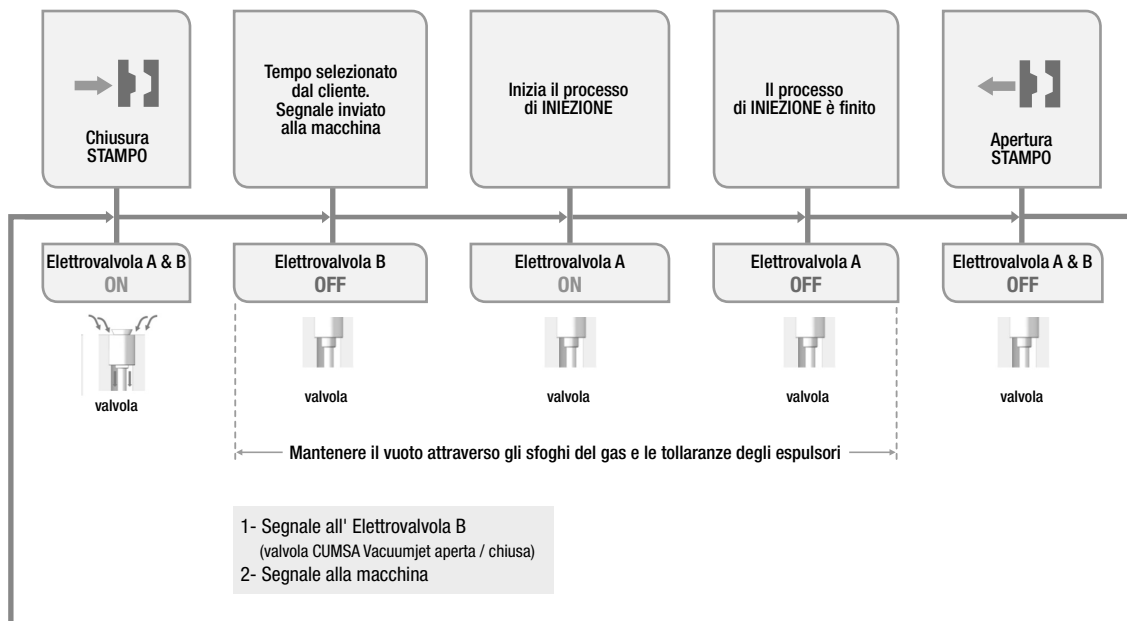 Chiusura
STAMPO
Tempo selezionato
dal cliente.
Segnale inviato
alla macchina
Inizia il processo
di INIEZIONE
Il processo
di INIEZIONE è finito
Apertura
STAMPO
Elettrovalvola A & B
ON
Elettrovalvola B
OFF
Elettrovalvola A
ON
Elettrovalvola A
OFF
Elettrovalvola A & B
OFF
valvola
valvola
valvola
valvola
valvola
Mantenere il vuoto attraverso gli sfoghi del gas e le tollaranze degli espulsori
1- Segnale all' Elettrovalvola B
(valvola CUMSA Vacuumjet aperta / chiusa)
2- Segnale alla macchina